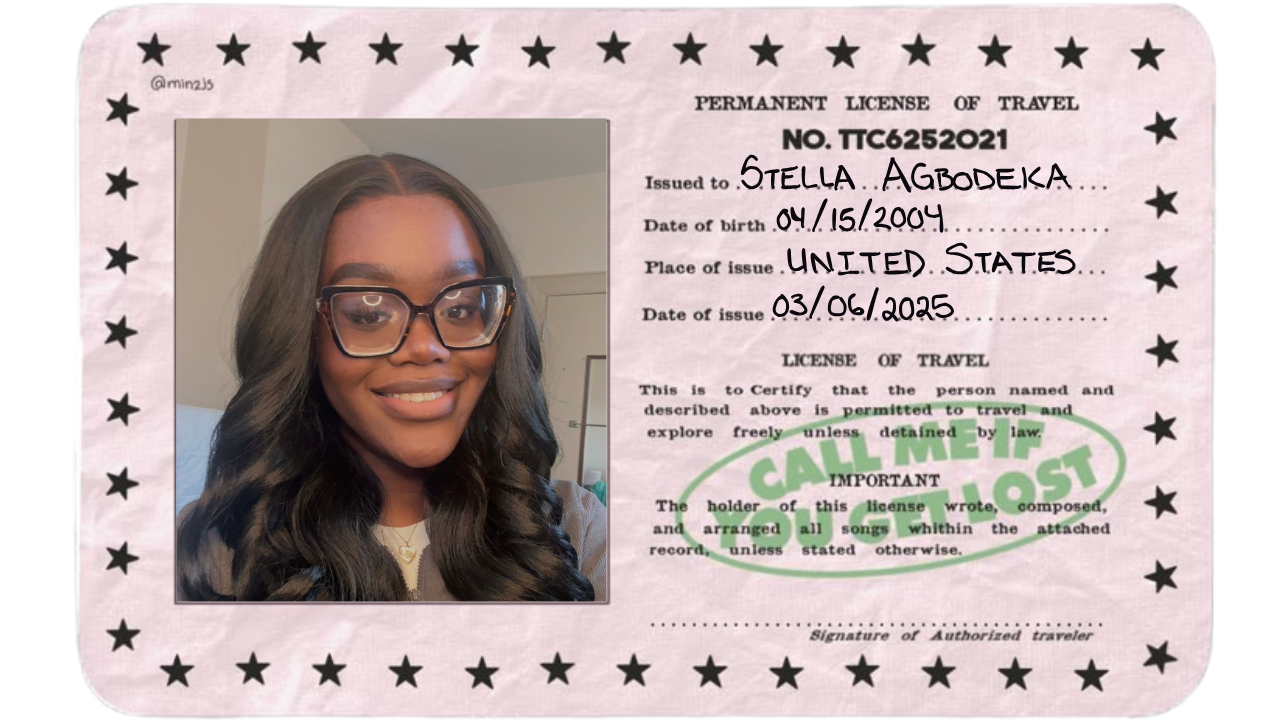 @min2js
PERMANENT LICENSE OF TRAVEL
NO. TTC6252021
Issued to STELLA AGBODEKA
Date of birth 04/15/2004
Place of issue UNITED STATES
Date of issue 03/06/2025
LICENSE OF TRAVEL
This is to Certify that the person named and
described above is permitted to travel and
explore freely unless detained by law.
CALL ME IF
YOU GET LOST
IMPORTANT
The holder of this license wrote, composed,
and arranged all songs whithin the attached
record, unless stated otherwise.
Signature of Authorized traveler